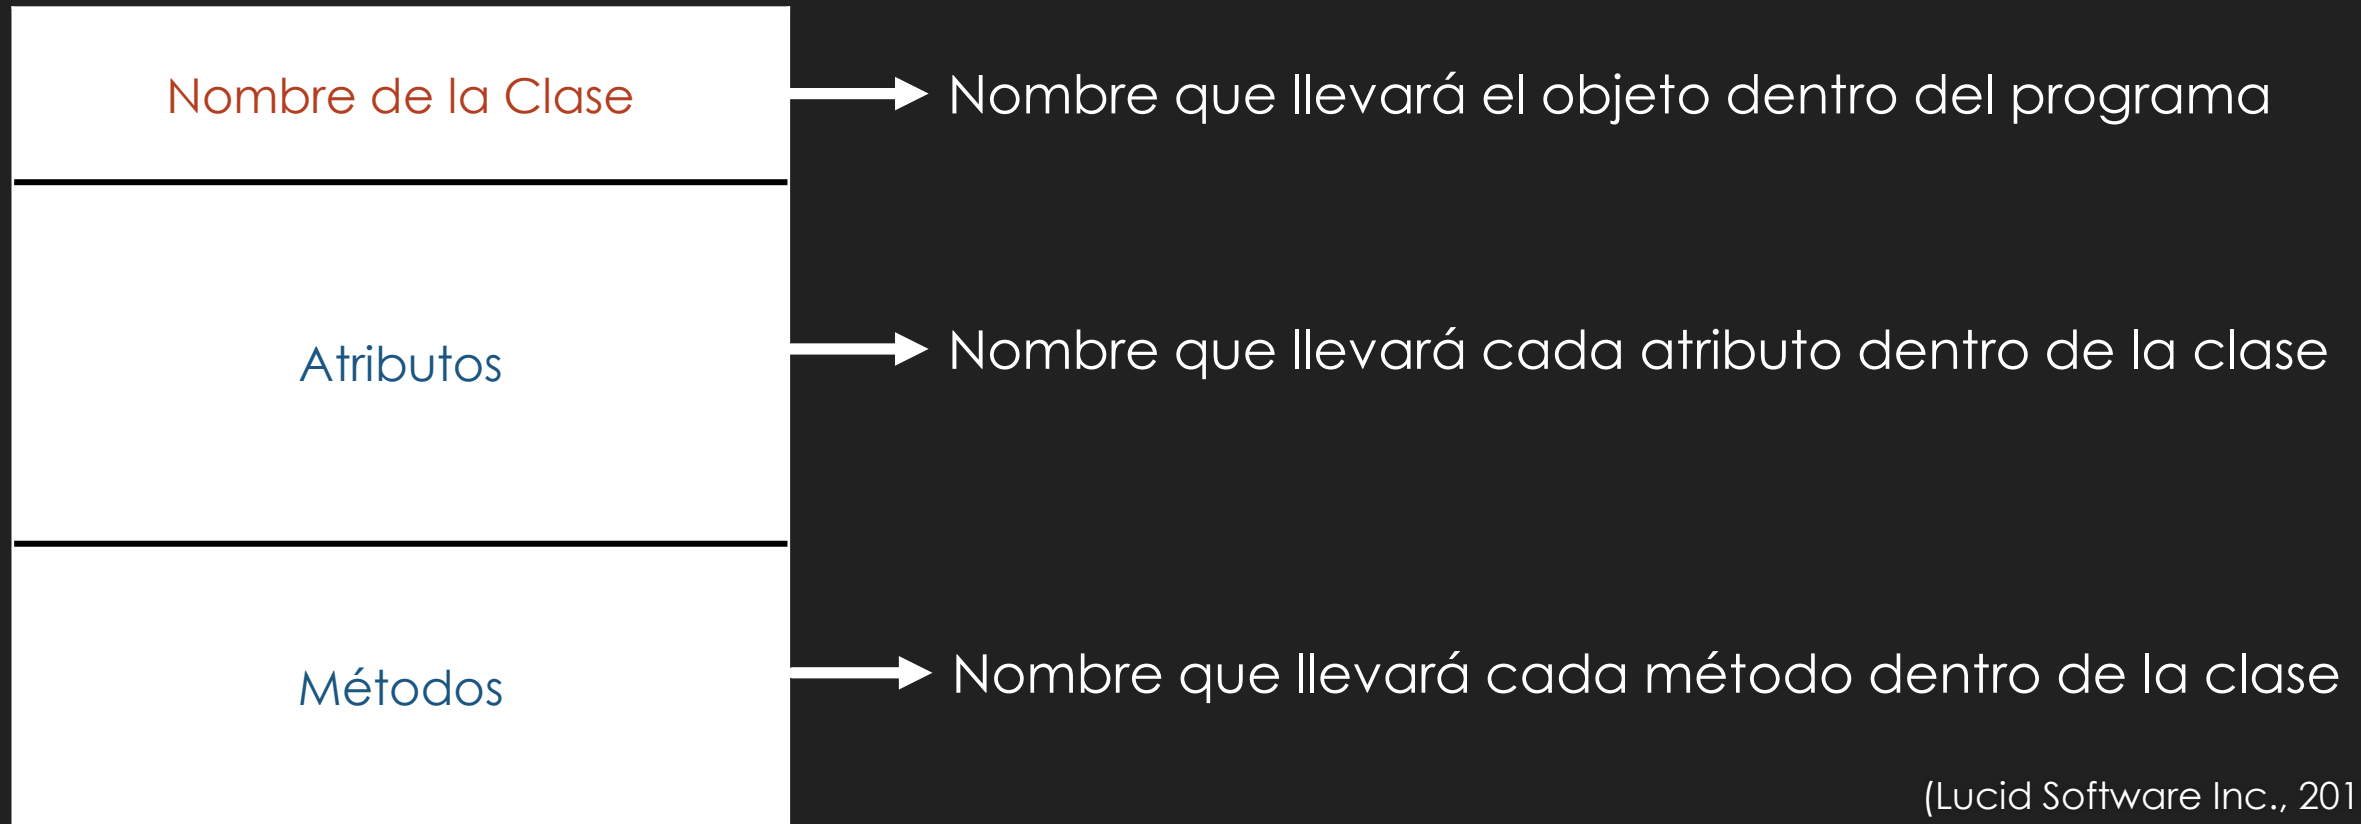 Nombre de la Clase
Nombre que llevará el objeto dentro del programa
Atributos
Nombre que llevará cada atributo dentro de la clase
Métodos
Nombre que llevará cada método dentro de la clase
(Lucid Software Inc., 201